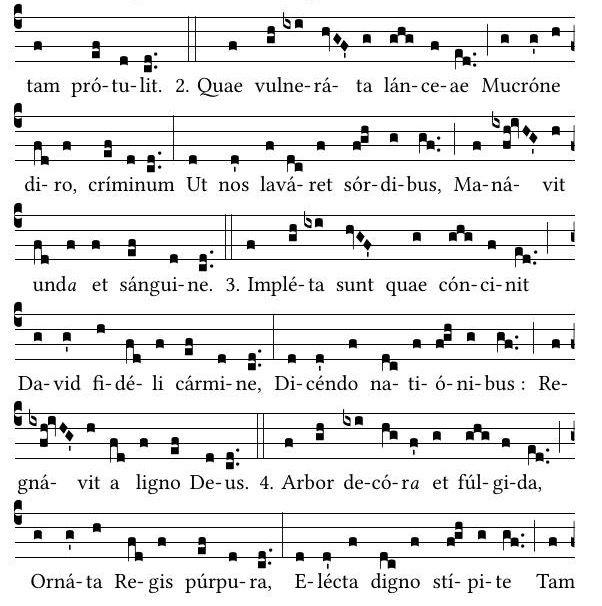 tam pró-tu-lit. 2. Quae vul-ne-rá-ta lán-ce-ae Mucróne
di-ro, críminum Ut nos la-vá-ret sór-di-bus, Ma-ná-vit
unda et sángui-ne. 3. Implé-ta sunt quae cón-ci-nit
Da-vid fi-dé-li cármi-ne, Di-céndo na-ti-ó-ni-bus : Re-
gná-vit a ligno De-us. 4. Arbor de-có-ra et fúl-gi-da,
Orná-ta Re-gis púrpu-ra, E-lécta digno stí-pi-te Tam